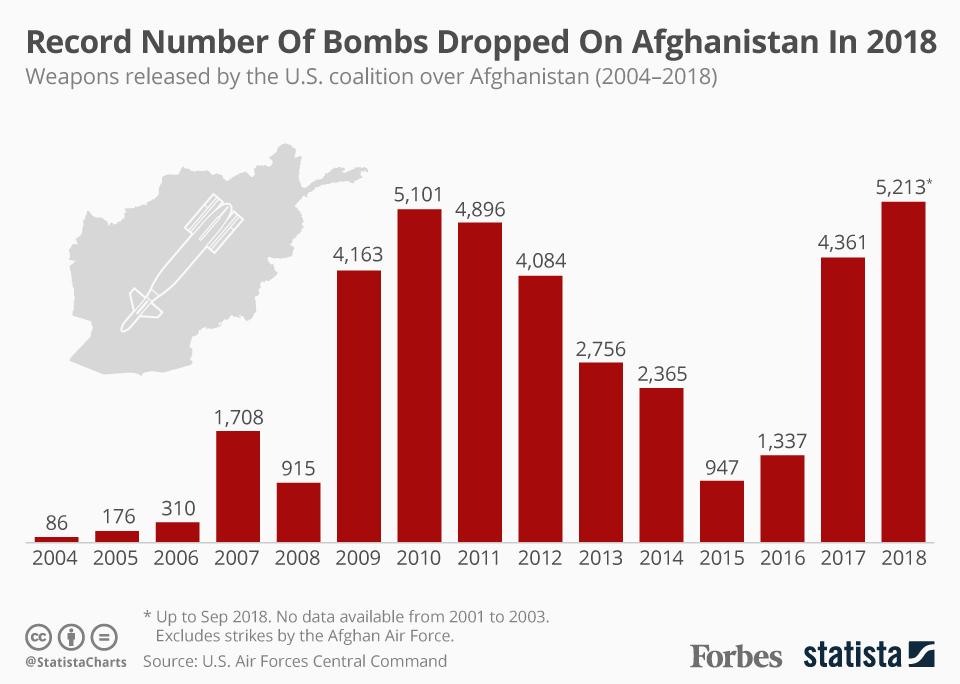 Record Number Of Bombs Dropped On Afghanistan In 2018
Weapons released by the U.S. coalition over Afghanistan (2004–2018)
86
176
310
1,708
915
4,163
5,101
4,896
4,084
2,756
2,365
947
1,337
4,361
5,213*
2004 2005 2006 2007 2008 2009 2010 2011 2012 2013 2014 2015 2016 2017 2018
* Up to Sep 2018. No data available from 2001 to 2003.
Excludes strikes by the Afghan Air Force.
cc
@StatistaCharts
Source: U.S. Air Forces Central Command
Forbes
statista